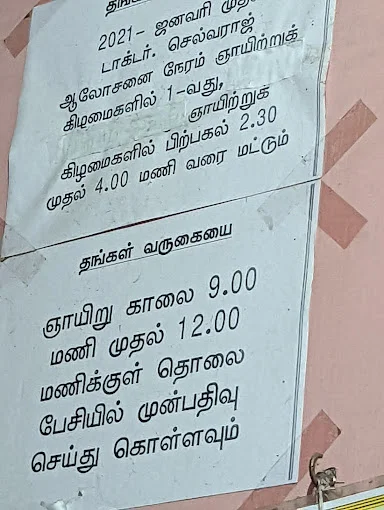 2021- ஜனவரி
டாக்டர். செல்வராஜ்
ஆலோசனை நேரம் ஞாயிற்றுக்
கிழமைகளில் 1-வது,
ஞாயிற்றுக்
கிழமைகளில் பிற்பகல் 2.30
முதல் 4.00 மணி வரை மட்டும்
தங்கள் வருகையை
ஞாயிறு காலை 9.00
மணி முதல் 12.00
மணிக்குள் தொலை
பேசியில் முன்பதிவு
செய்து கொள்ளவும்